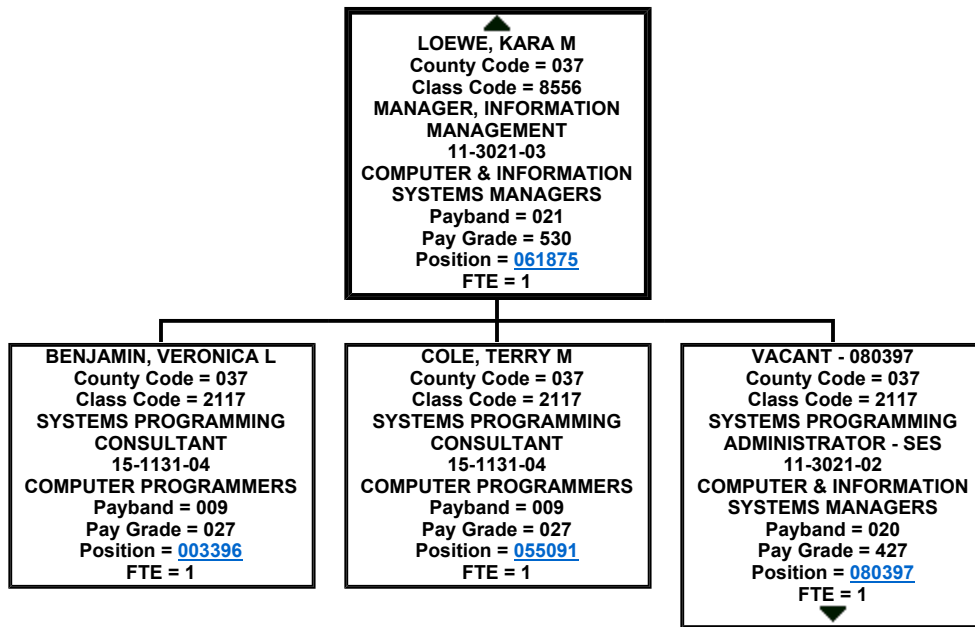 LOEWE, KARA M
County Code = 037
Class Code = 8556
MANAGER, INFORMATION
MANAGEMENT
11-3021-03
COMPUTER & INFORMATION
SYSTEMS MANAGERS
Payband = 021
Pay Grade = 530
Position = 061875
FTE = 1
BENJAMIN, VERONICA L
County Code = 037
Class Code = 2117
SYSTEMS PROGRAMMING
CONSULTANT
15-1131-04
COMPUTER PROGRAMMERS
Payband = 009
Pay Grade = 027
Position = 003396
FTE = 1
COLE, TERRY M
County Code = 037
Class Code = 2117
SYSTEMS PROGRAMMING
CONSULTANT
15-1131-04
COMPUTER PROGRAMMERS
Payband = 009
Pay Grade = 027
Position = 055091
FTE = 1
VACANT - 080397
County Code = 037
Class Code = 2117
SYSTEMS PROGRAMMING
ADMINISTRATOR - SES
11-3021-02
COMPUTER & INFORMATION
SYSTEMS MANAGERS
Payband = 020
Pay Grade = 427
Position = 080397
FTE = 1